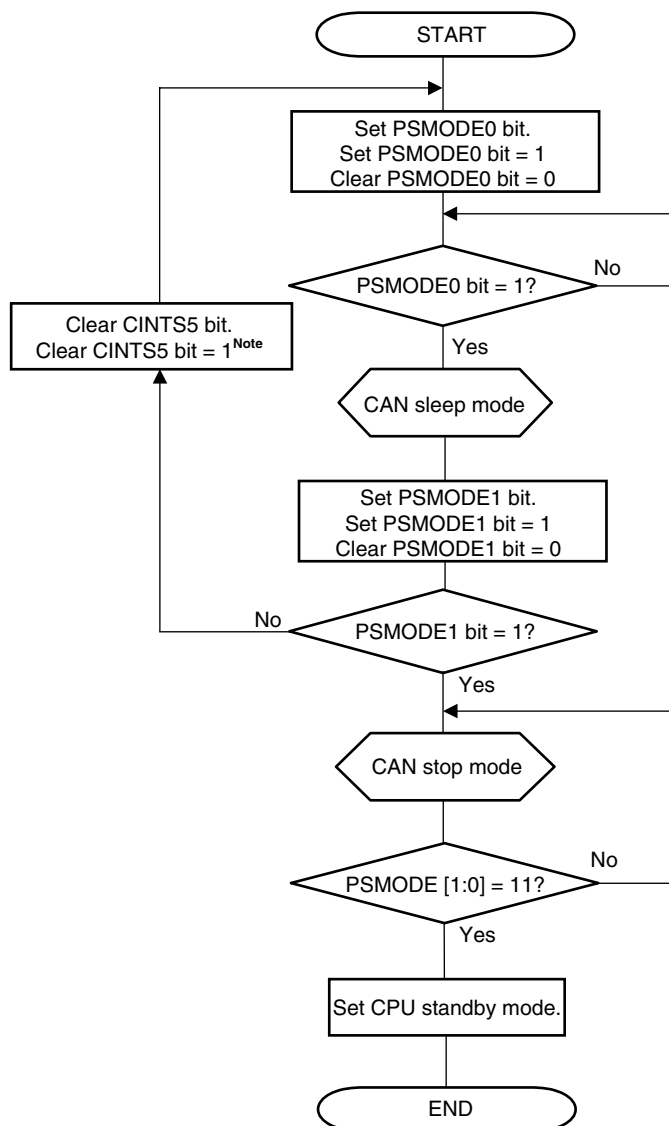 START
Set PSMODE0 bit.
Set PSMODE0 bit = 1
Clear PSMODE0 bit = 0
PSMODE0 bit = 1?
No
Clear CINTS5 bit.
Clear CINTS5 bit = 1Note
Yes
CAN sleep mode
Set PSMODE1 bit.
Set PSMODE1 bit = 1
Clear PSMODE1 bit = 0
No
PSMODE1 bit = 1?
Yes
CAN stop mode
No
PSMODE [1:0] = 11?
Yes
Set CPU standby mode.
END